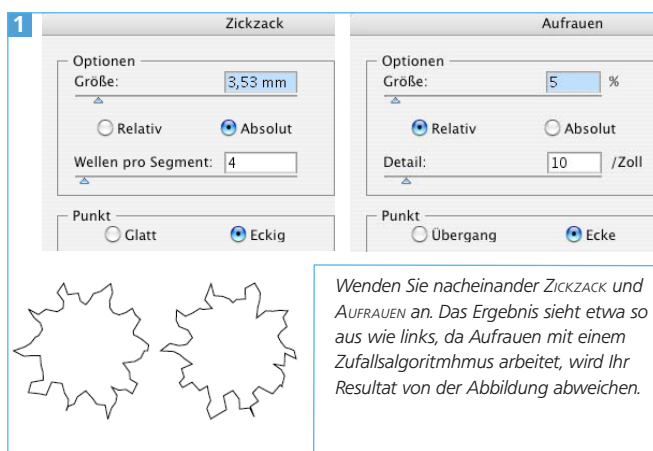 1
Zickzack
Optionen
Größe: 3,53 mm
Relativ Absolut
Wellen pro Segment: 4
Punkt
Glatt Eckig
Aufrauen
Optionen
Größe: 5 %
Relativ Absolut
Detail: 10 /Zoll
Punkt
Übergang Ecke
Wenden Sie nacheinander Zickzack und
Aufrauen an. Das Ergebnis sieht etwa so
aus wie links, da Aufrauen mit einem
Zufallsalgoritmhmus arbeitet, wird Ihr
Resultat von der Abbildung abweichen.